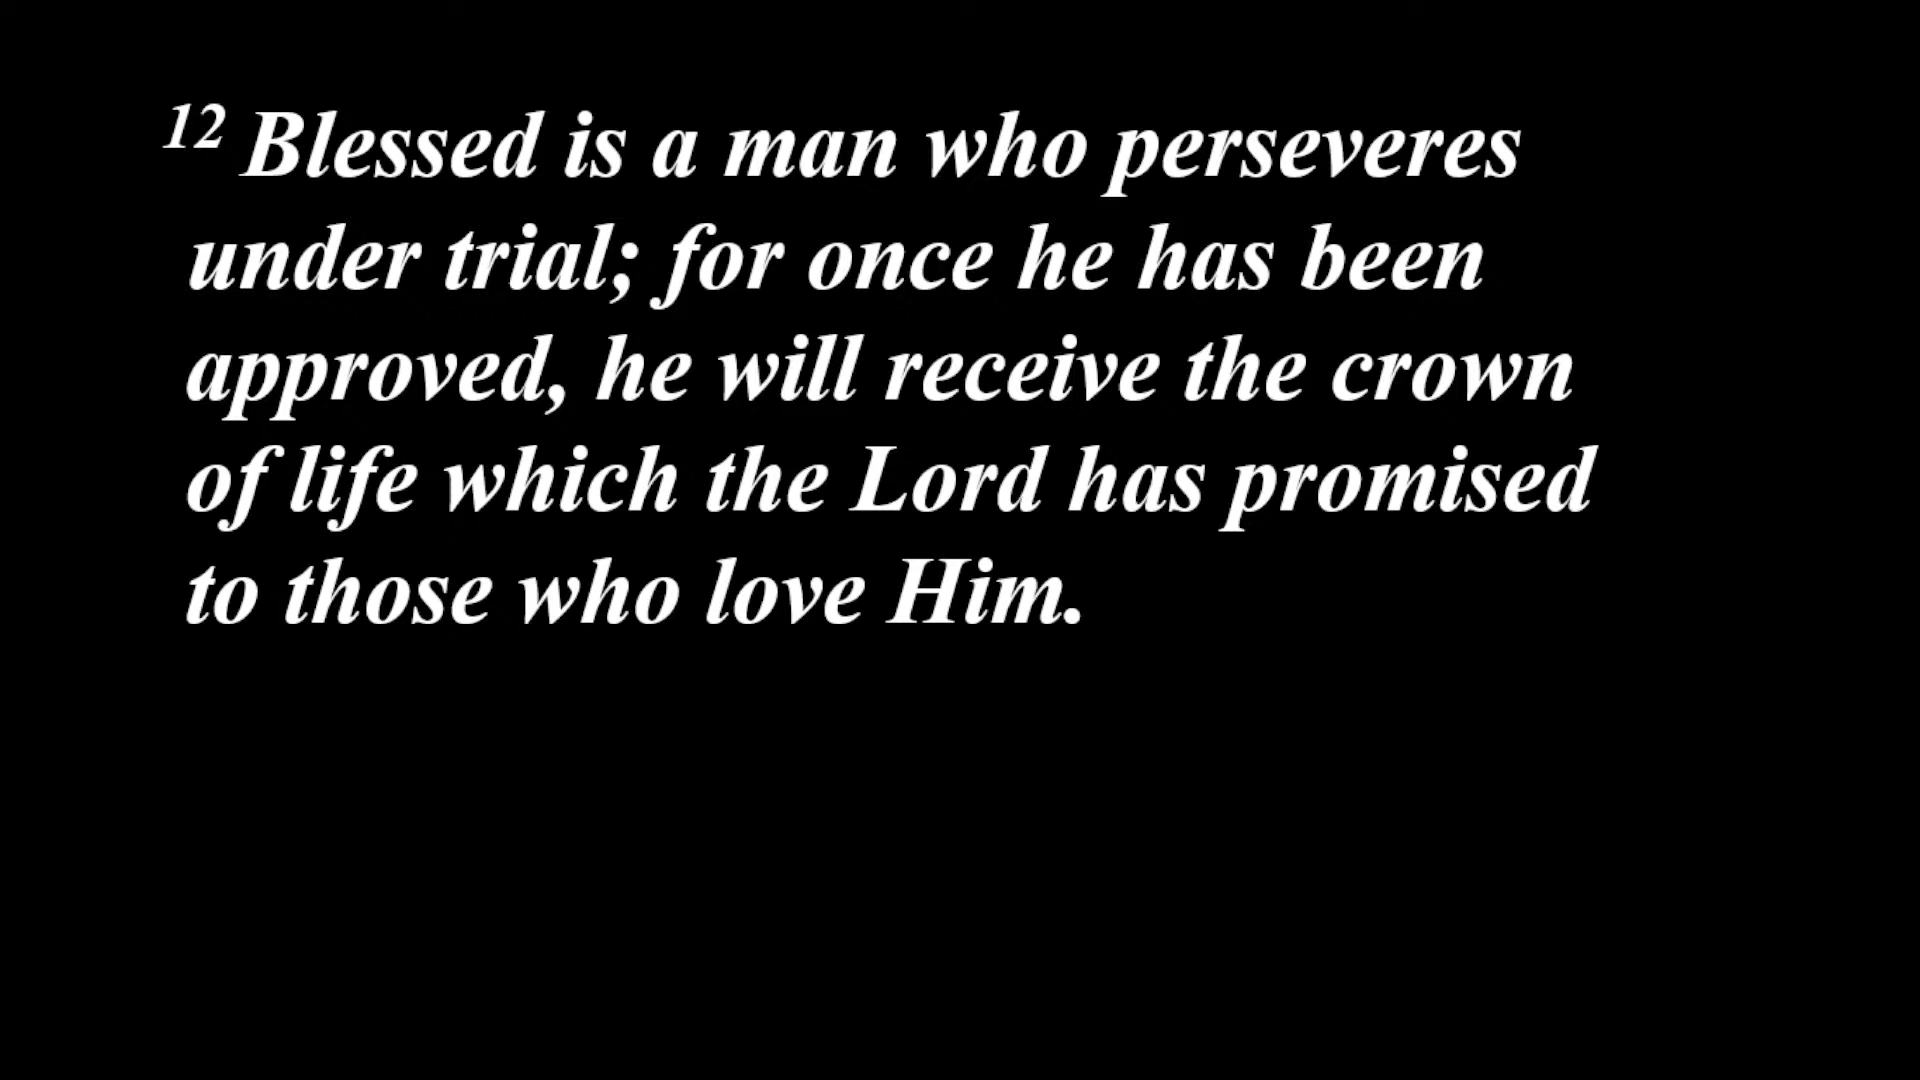 12 Blessed is a man who perseveres
under trial; for once he has been
approved, he will receive the crown
of life which the Lord has promised
to those who love Him.